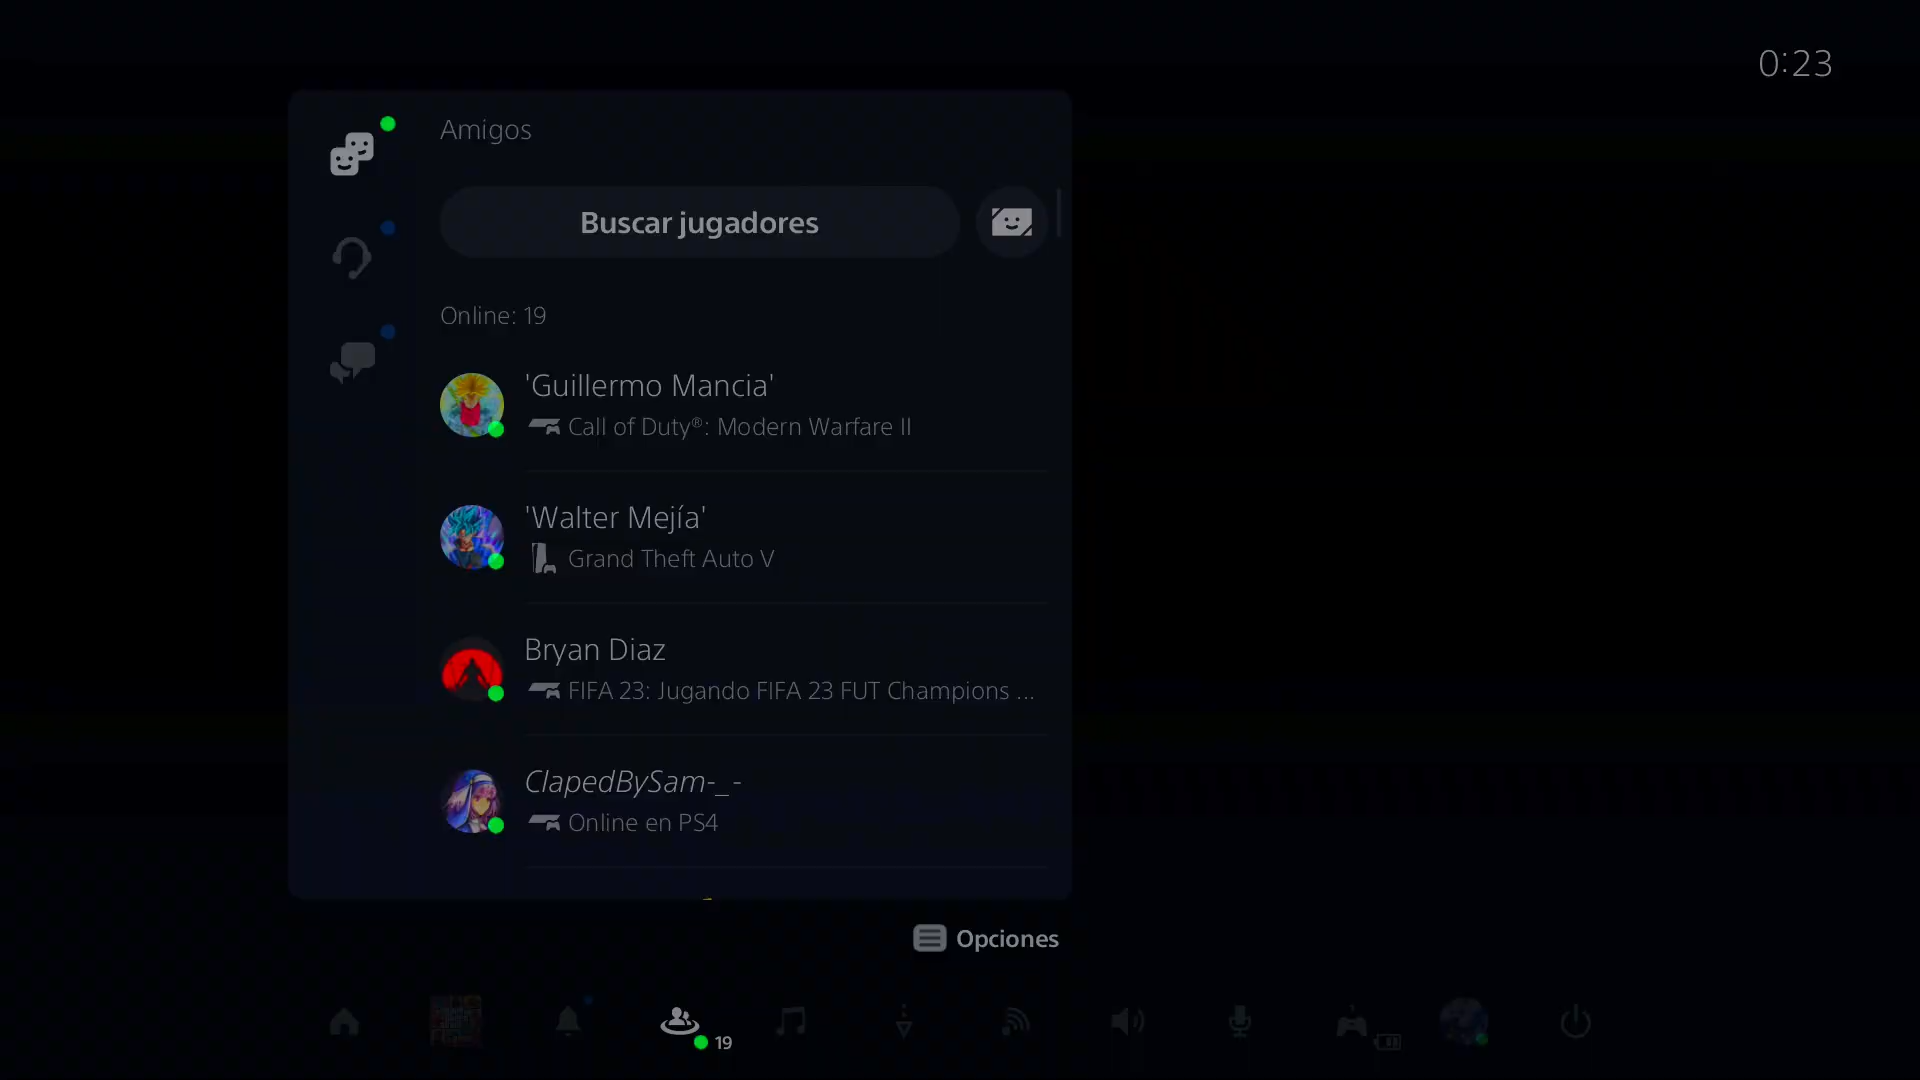 0:23
Amigos
Buscar jugadores
Online: 19
'Guillermo Mancia'
Call of Duty®: Modern Warfare II
'Walter Mejía'
Grand Theft Auto V
Bryan Diaz
FIFA 23: Jugando FIFA 23 FUT Champions ...
ClapedBySam-_-
Online en PS4
Opciones
19